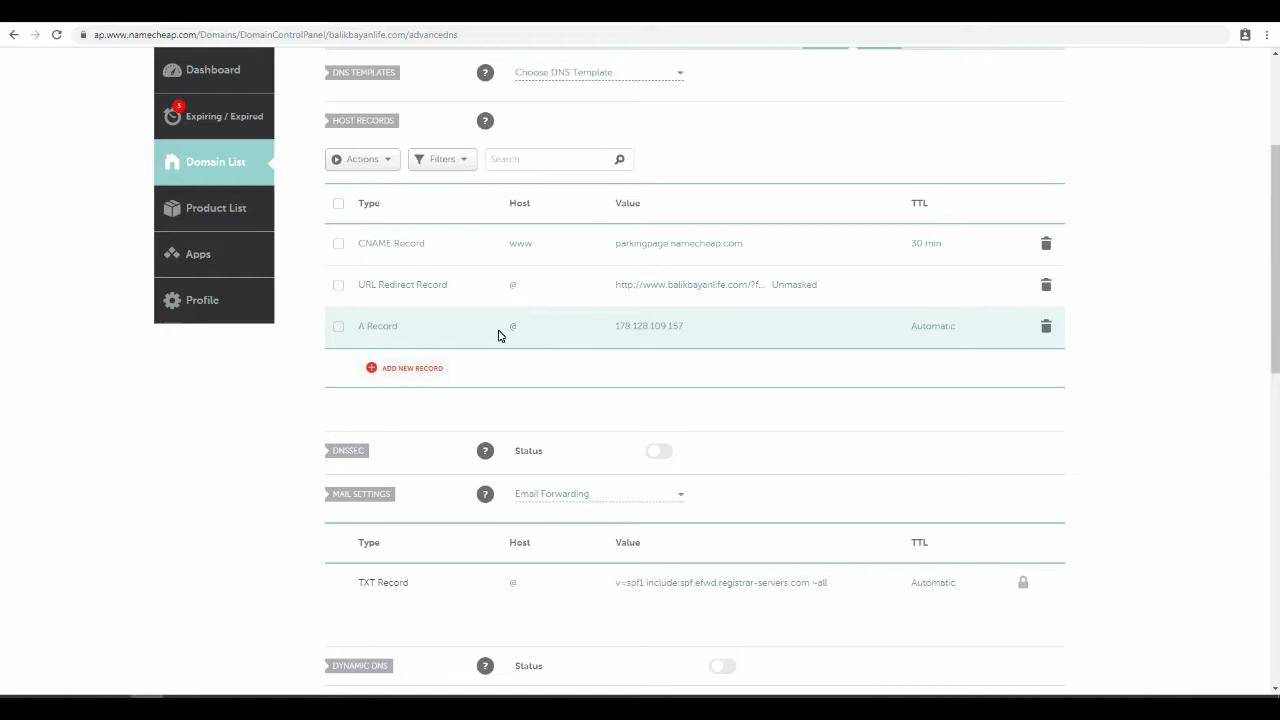 ap.www.namecheap.com/Domains/DomainControlPanel/balikbayanlife.com/advancedns
Dashboard
3
Expiring / Expired
Domain List
Product List
Apps
Profile
DNS TEMPLATES ? Choose DNS Template
HOST RECORDS ?
Actions Filters Search
Type Host Value TTL
CNAME Record www parkingpage.namecheap.com. 30 min
URL Redirect Record @ http://www.balikbayanlife.com/?f... Unmasked
A Record @ 178.128.109.157 Automatic
ADD NEW RECORD
DNSSEC ? Status
MAIL SETTINGS ? Email Forwarding
Type Host Value TTL
TXT Record @ v=spf1 include:spf.efwd.registrar-servers.com ~all Automatic
DYNAMIC DNS ? Status